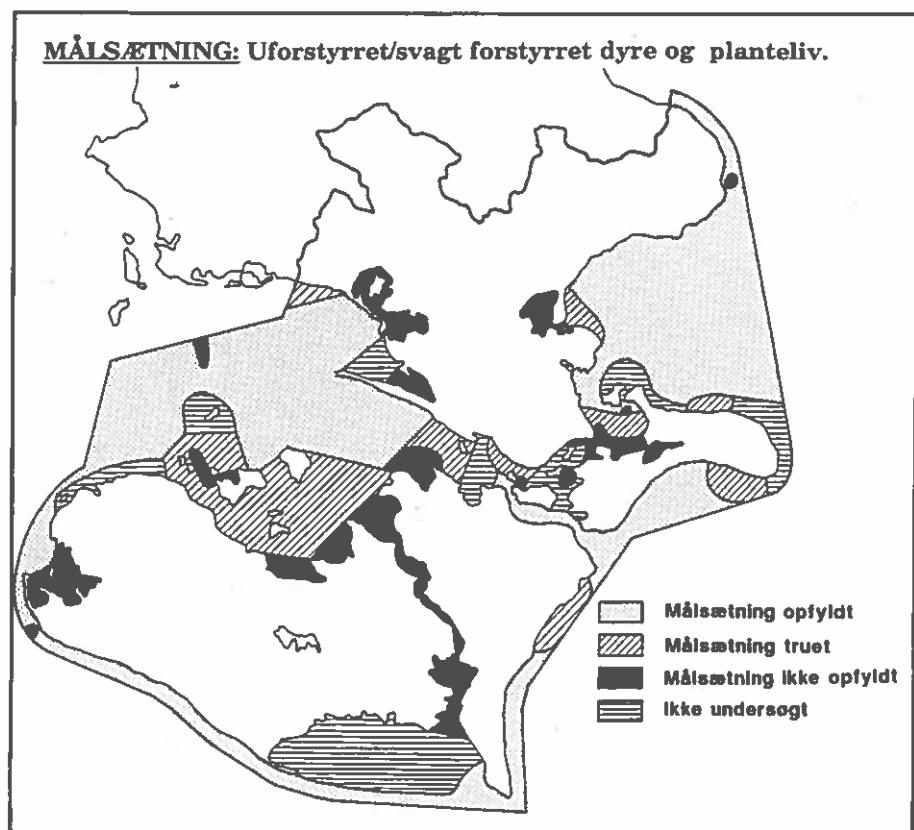 MÅLSÆTNING: Uforstyrret/svagt forstyrret dyre og planteliv.
Målsætning opfyldt
Målsætning truet
Målsætning ikke opfyldt
Ikke undersøgt